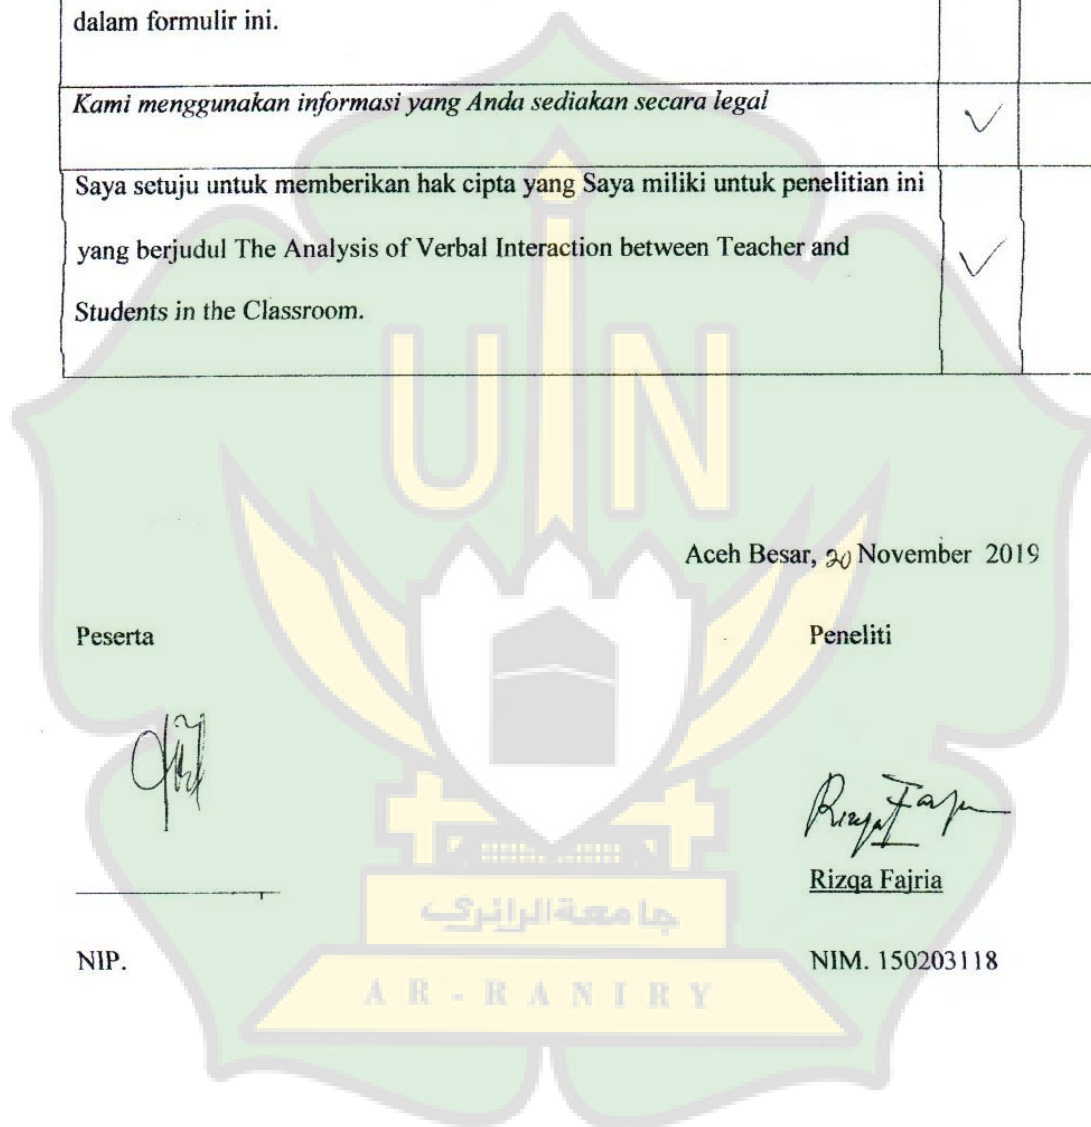 dalam formulir ini.
Kami menggunakan informasi yang Anda sediakan secara legal
Saya setuju untuk memberikan hak cipta yang Saya miliki untuk penelitian ini
yang berjudul The Analysis of Verbal Interaction between Teacher and
Students in the Classroom.
UIN
Aceh Besar, 20 November 2019
Peserta
Peneliti
Rizqa Fajria
جامعة الرانري
NIP.
NIM. 150203118
AR-RANIRY